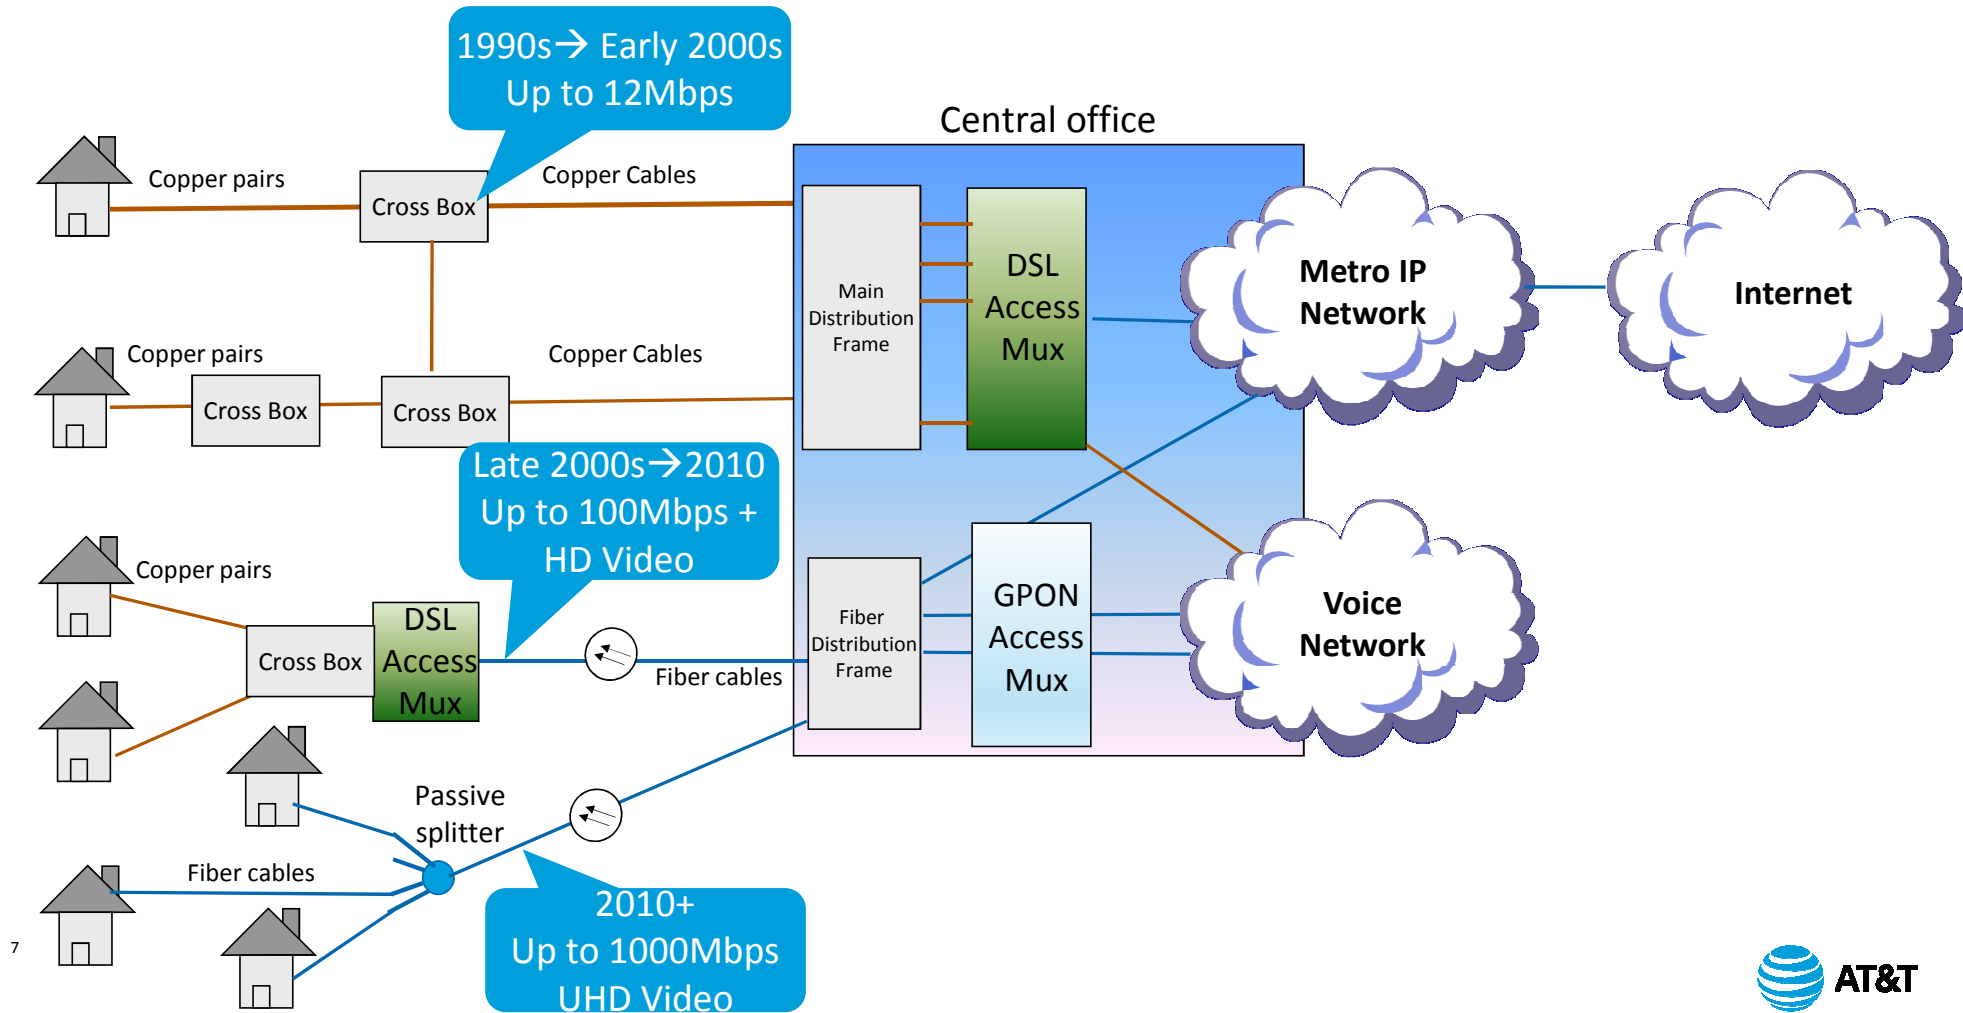 1990s→ Early 2000s
Up to 12Mbps
Central office
Copper pairs
Cross Box
Copper Cables
Main
Distribution
Frame
DSL
Access
Mux
Metro IP
Network
Internet
Copper pairs
Cross Box
Cross Box
Copper Cables
Late 2000s→2010
Up to 100Mbps +
HD Video
Copper pairs
Cross Box
DSL
Access
Mux
Fiber cables
Fiber
Distribution
Frame
GPON
Access
Mux
Voice
Network
Passive
splitter
Fiber cables
2010+
Up to 1000Mbps
UHD Video
7
AT&T